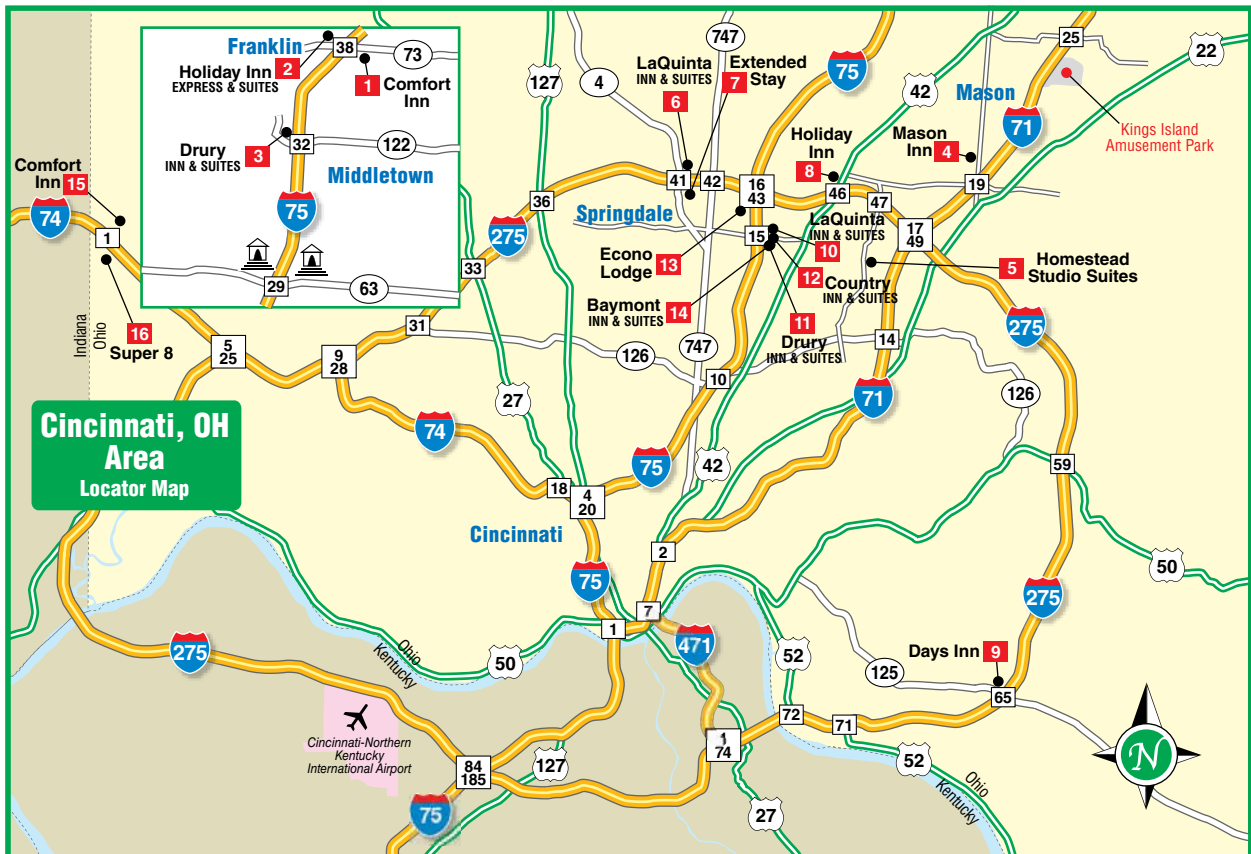 Franklin
38
73
Holiday Inn
EXPRESS & SUITES
2
1
Comfort
Inn
Drury
INN & SUITES
3
32
122
Middletown
75
29
63
Comfort
Inn
15
74
1
16
Super 8
Indiana
Ohio
5
25
9
28
31
33
275
36
127
4
747
LaQuinta
INN & SUITES
6
Extended
Stay
7
41
42
Springdale
16
43
75
42
Holiday
Inn
8
46
47
Mason
Mason
Inn
4
19
71
25
22
Kings Island
Amusement Park
15
LaQuinta
INN & SUITES
10
Econo
Lodge
13
12
Country
INN & SUITES
Baymont
INN & SUITES
14
11
Drury
INN & SUITES
17
49
5
Homestead
Studio Suites
275
14
126
126
747
10
71
27
74
75
42
18
4
20
Cincinnati, OH
Area
Locator Map
Cincinnati
2
59
50
75
7
1
471
275
275
Ohio
Kentucky
50
52
125
Days Inn
9
65
72
71
52
1
74
Cincinnati-Northern
Kentucky
International Airport
84
185
127
75
27
Ohio
Kentucky
N